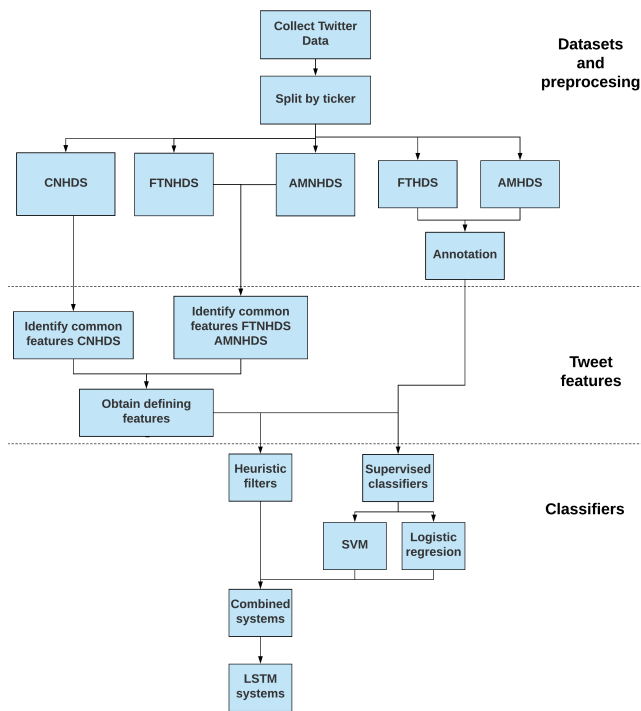 Collect Twitter
Data
Datasets
and
preprocesing
Split by ticker
CNHDS
FTNHDS
AMNHDS
FTHDS
AMHDS
Annotation
Identify common
features CNHDS
Identify common
features FTNHDS
AMNHDS
Tweet
features
Obtain defining
features
Heuristic
filters
Supervised
classifiers
Classifiers
SVM
Logistic
regresion
Combined
systems
LSTM
systems